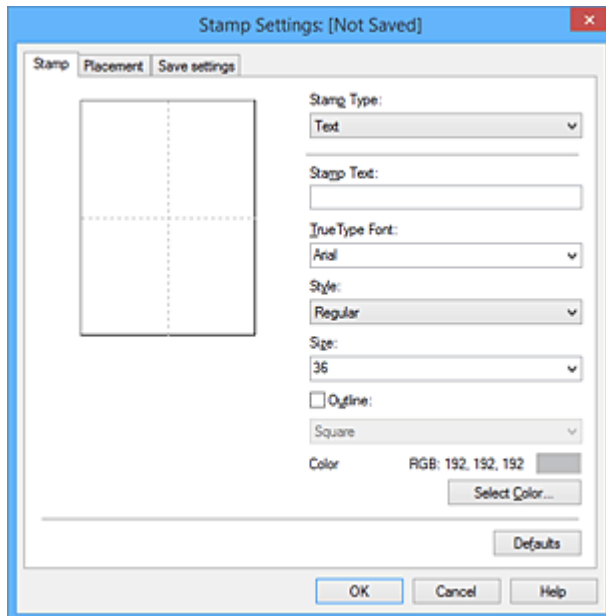 Stamp Settings: [Not Saved]
Stamp Placement Save settings
Stamp Type:
Text
Stamp Text:
TrueType Font:
Arial
Style:
Regular
Size:
36
Outline:
Square
Color RGB: 192, 192, 192
Select Color...
Defaults
OK Cancel Help